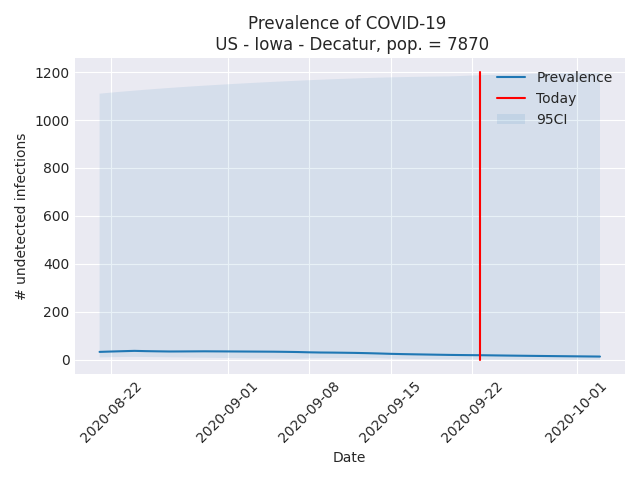 Prevalence of COVID-19
US - Iowa - Decatur, pop. = 7870
# undetected infections
1200
1000
800
600
400
200
0
Prevalence
Today
95CI
2020-08-22
2020-09-01
2020-09-08
2020-09-15
2020-09-22
2020-10-01
Date